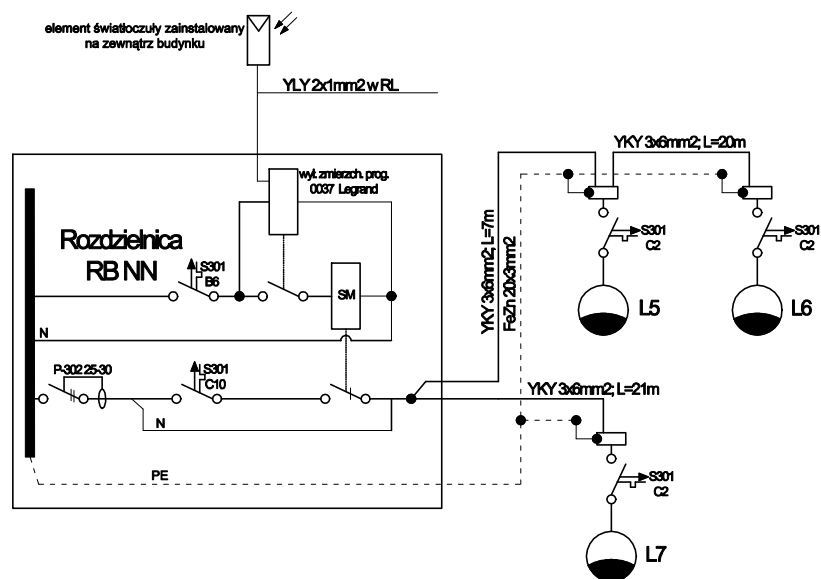 element światłoczuły zainstalowany
na zewnątrz budynku
YLY 2x1mm2 w RL
wył. zmierzch. prog.
0037 Legrand
Rozdzielnica
RB NN
S301
B6
SM
N
P-302 25-30
S301
C10
N
PE
YKY 3x6mm2; L=7m
FeZn 20x3mm2
YKY 3x6mm2; L=20m
S301
C2
L5
S301
C2
L6
YKY 3x6mm2; L=21m
S301
C2
L7